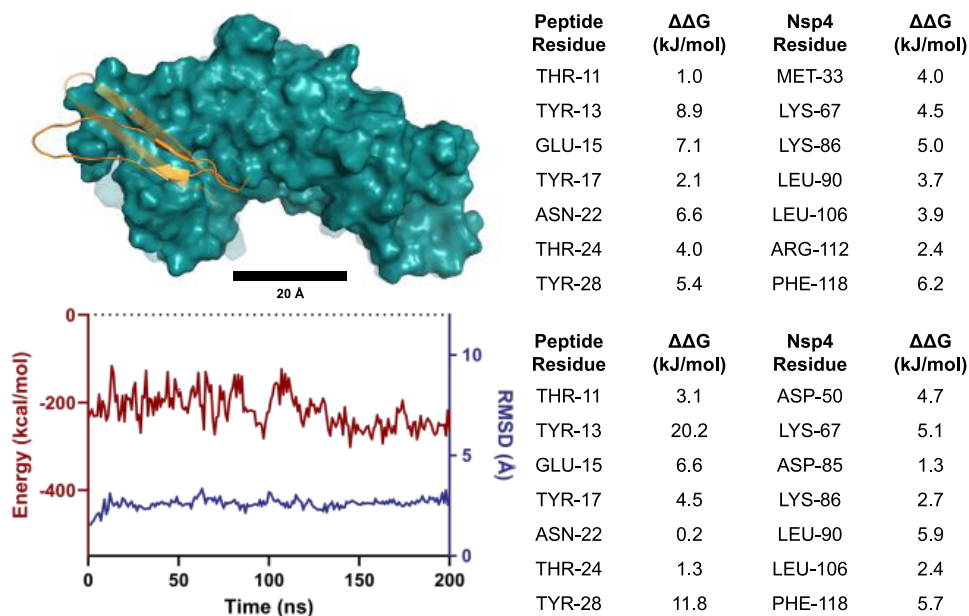 20 Å
Energy (kcal/mol)
0
-200
-400
10
5
0
RMSD (Å)
0 50 100 150 200
Time (ns)
Peptide Residue ΔΔG (kJ/mol) Nsp4 Residue ΔΔG (kJ/mol)
THR-11 1.0 MET-33 4.0
TYR-13 8.9 LYS-67 4.5
GLU-15 7.1 LYS-86 5.0
TYR-17 2.1 LEU-90 3.7
ASN-22 6.6 LEU-106 3.9
THR-24 4.0 ARG-112 2.4
TYR-28 5.4 PHE-118 6.2
Peptide Residue ΔΔG (kJ/mol) Nsp4 Residue ΔΔG (kJ/mol)
THR-11 3.1 ASP-50 4.7
TYR-13 20.2 LYS-67 5.1
GLU-15 6.6 ASP-85 1.3
TYR-17 4.5 LYS-86 2.7
ASN-22 0.2 LEU-90 5.9
THR-24 1.3 LEU-106 2.4
TYR-28 11.8 PHE-118 5.7